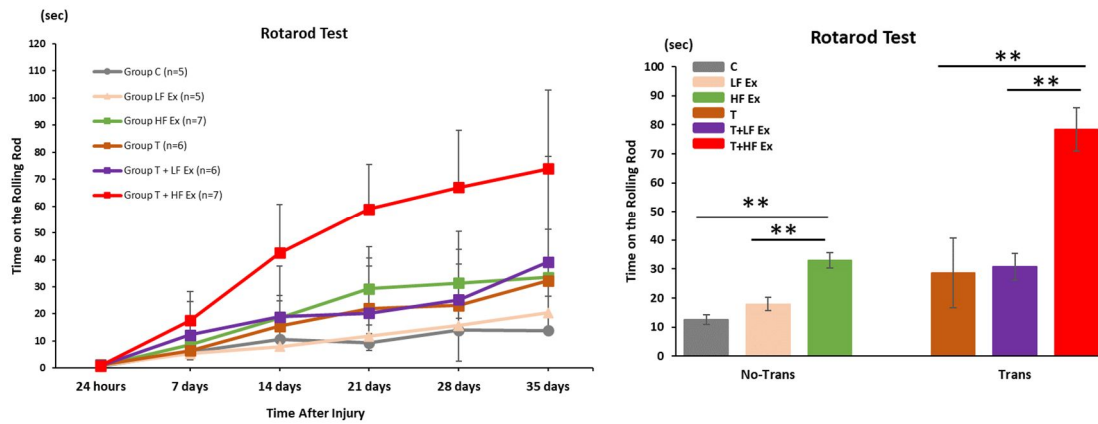 (sec)
Rotarod Test
120
110
100
90
80
70
60
50
40
30
20
10
0
Time on the Rolling Rod
Group C (n=5)
Group LF Ex (n=5)
Group HF Ex (n=7)
Group T (n=6)
Group T + LF Ex (n=6)
Group T + HF Ex (n=7)
24 hours 7 days 14 days 21 days 28 days 35 days
Time After Injury
Rotarod Test
(sec)
100
90
80
70
60
50
40
30
20
10
0
Time on the Rolling Rod
C
LF Ex
HF Ex
T
T+LF Ex
T+HF Ex
**
**
**
**
No-Trans Trans